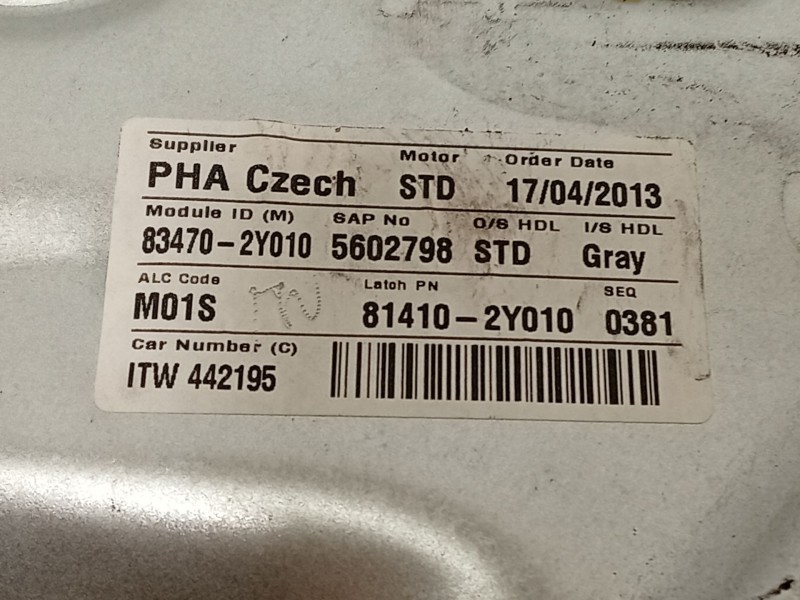 Supplier Motor Order Date
PHA Czech STD 17/04/2013
Module ID (M) SAP No O/S HDL I/S HDL
83470-2Y010 5602798 STD Gray
ALC Code Latch PN SEQ
M01S 81410-2Y010 0381
Car Number (C)
ITW 442195